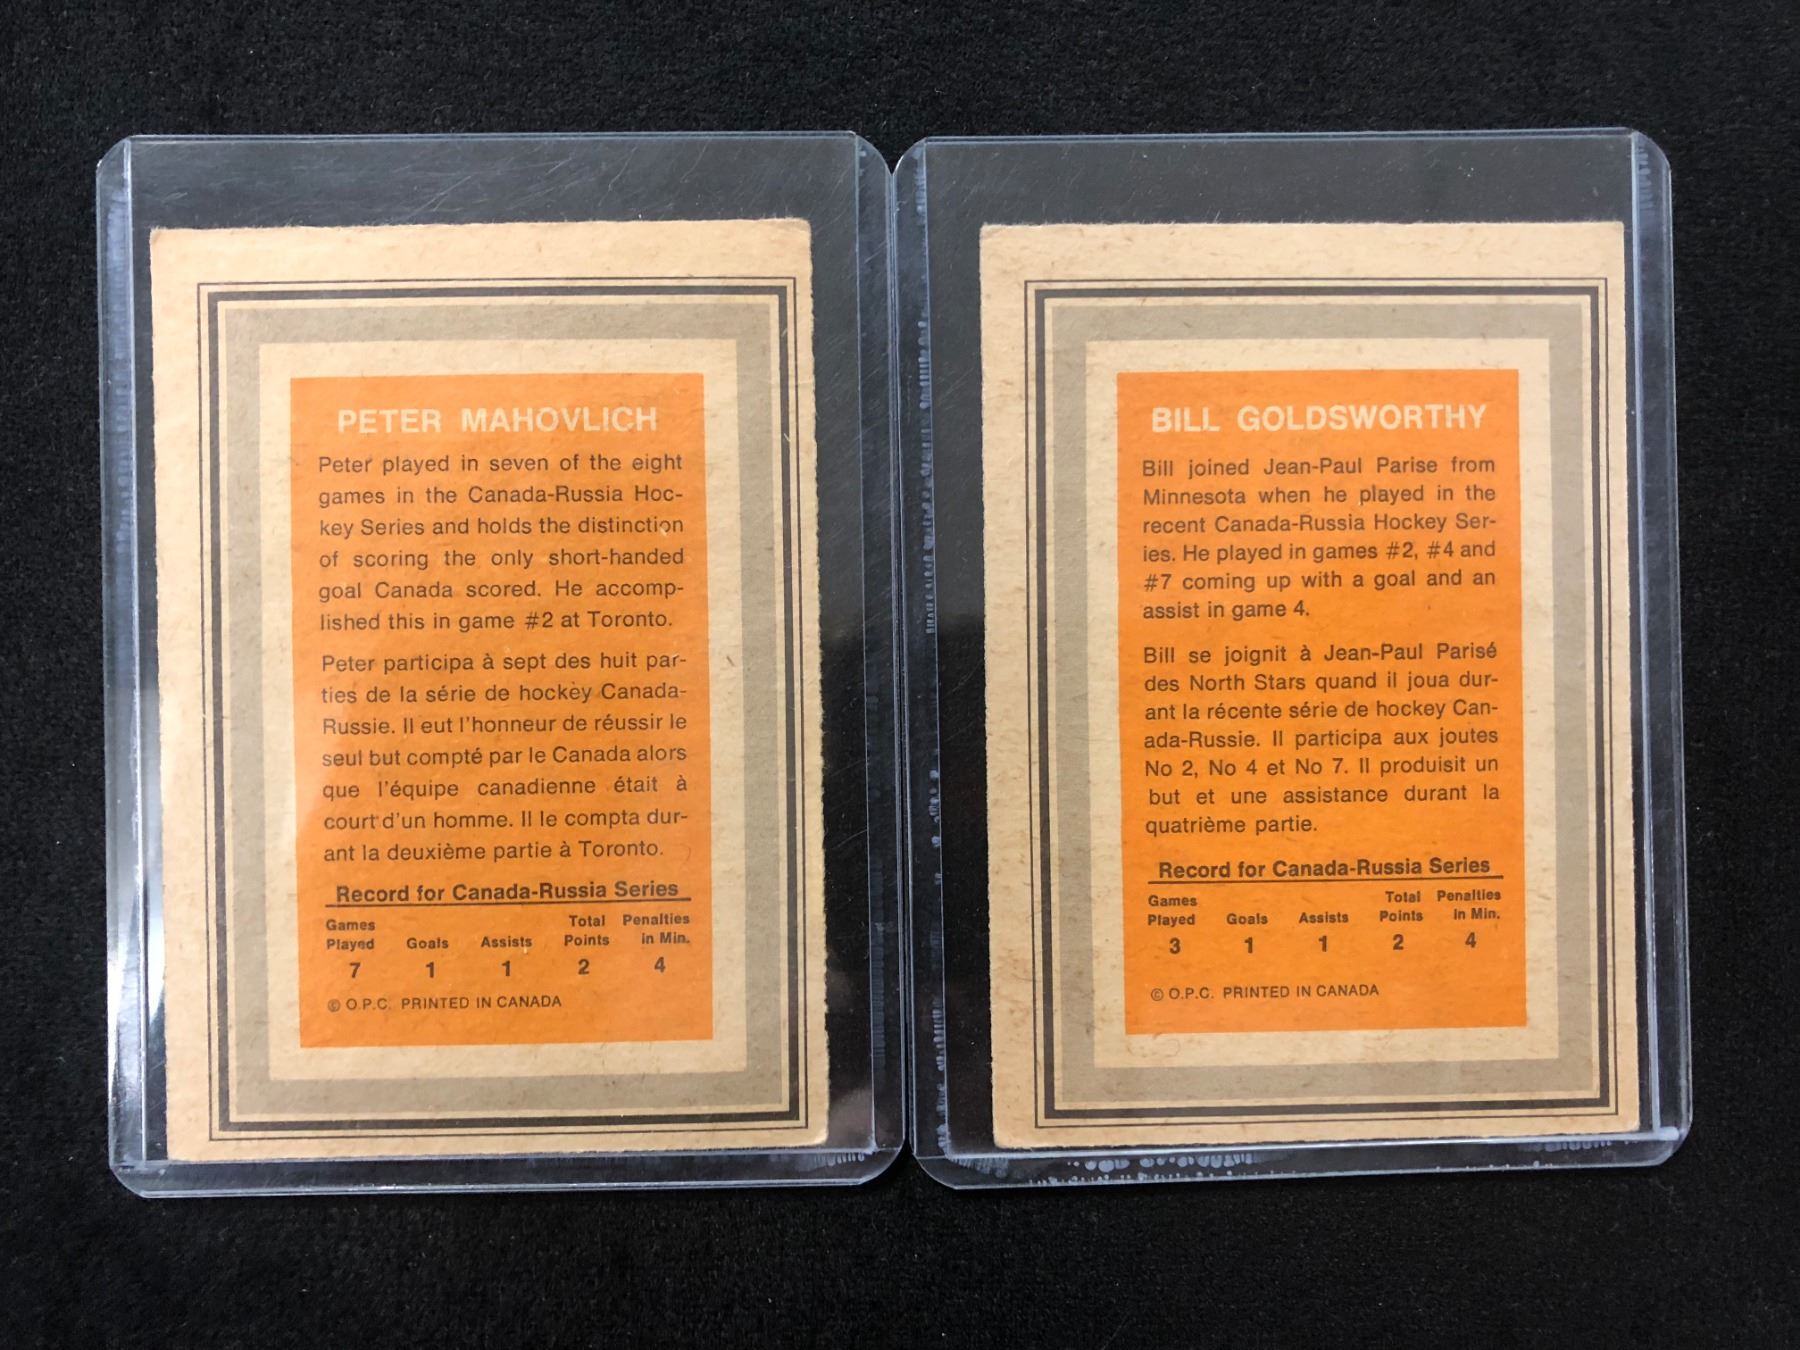 PETER MAHOVLICH
Peter played in seven of the eight
games in the Canada-Russia Hoc-
key Series and holds the distinction
of scoring the only short-handed
goal Canada scored. He accomp-
lished this in game #2 at Toronto.
Peter participa à sept des huit par-
ties de la série de hockey Canada-
Russie. Il eut l'honneur de réussir le
seul but compté par le Canada alors
que l'équipe canadienne était à
court d'un homme. Il le compta dur-
ant la deuxième partie à Toronto.
Record for Canada-Russia Series
Games Total Penalties
Played Goals Assists Points in Min.
7 1 1 2 4
© O.P.C. PRINTED IN CANADA
BILL GOLDSWORTHY
Bill joined Jean-Paul Parise from
Minnesota when he played in the
recent Canada-Russia Hockey Ser-
ies. He played in games #2, #4 and
#7 coming up with a goal and an
assist in game 4.
Bill se joignit à Jean-Paul Parisé
des North Stars quand il joua dur-
ant la récente série de hockey Can-
ada-Russie. Il participa aux joutes
No 2, No 4 et No 7. Il produisit un
but et une assistance durant la
quatrième partie.
Record for Canada-Russia Series
Games Total Penalties
Played Goals Assists Points in Min.
3 1 1 2 4
© O.P.C. PRINTED IN CANADA